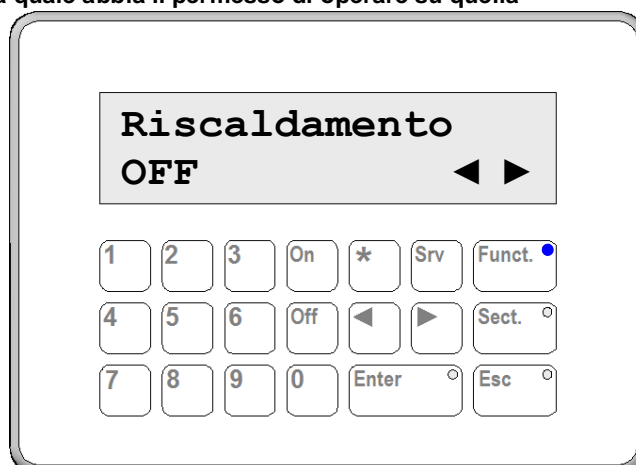 quale abbia il permesso di operare su quella
Riscaldamento
OFF ◄ ►
1 2 3 On * Srv Funct.
4 5 6 Off ◄ ► Sect.
7 8 9 0 Enter Esc